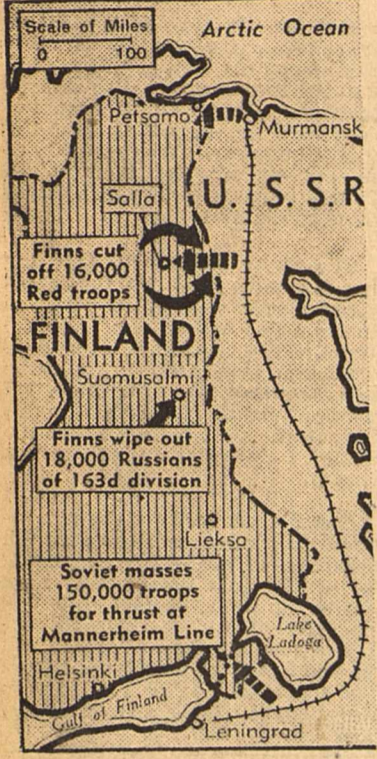 Scale of Miles
0 100
Arctic Ocean
Petsamo
Murmansk
Salla
U. S. S. R
Finns cut
off 16,000
Red troops
FINLAND
Suomusalmi
Finns wipe out
18,000 Russians
of 163d division
Lieksa
Soviet masses
150,000 troops
for thrust at
Mannerheim Line
Lake
Ladoga
Helsinki
Gulf of Finland
Leningrad